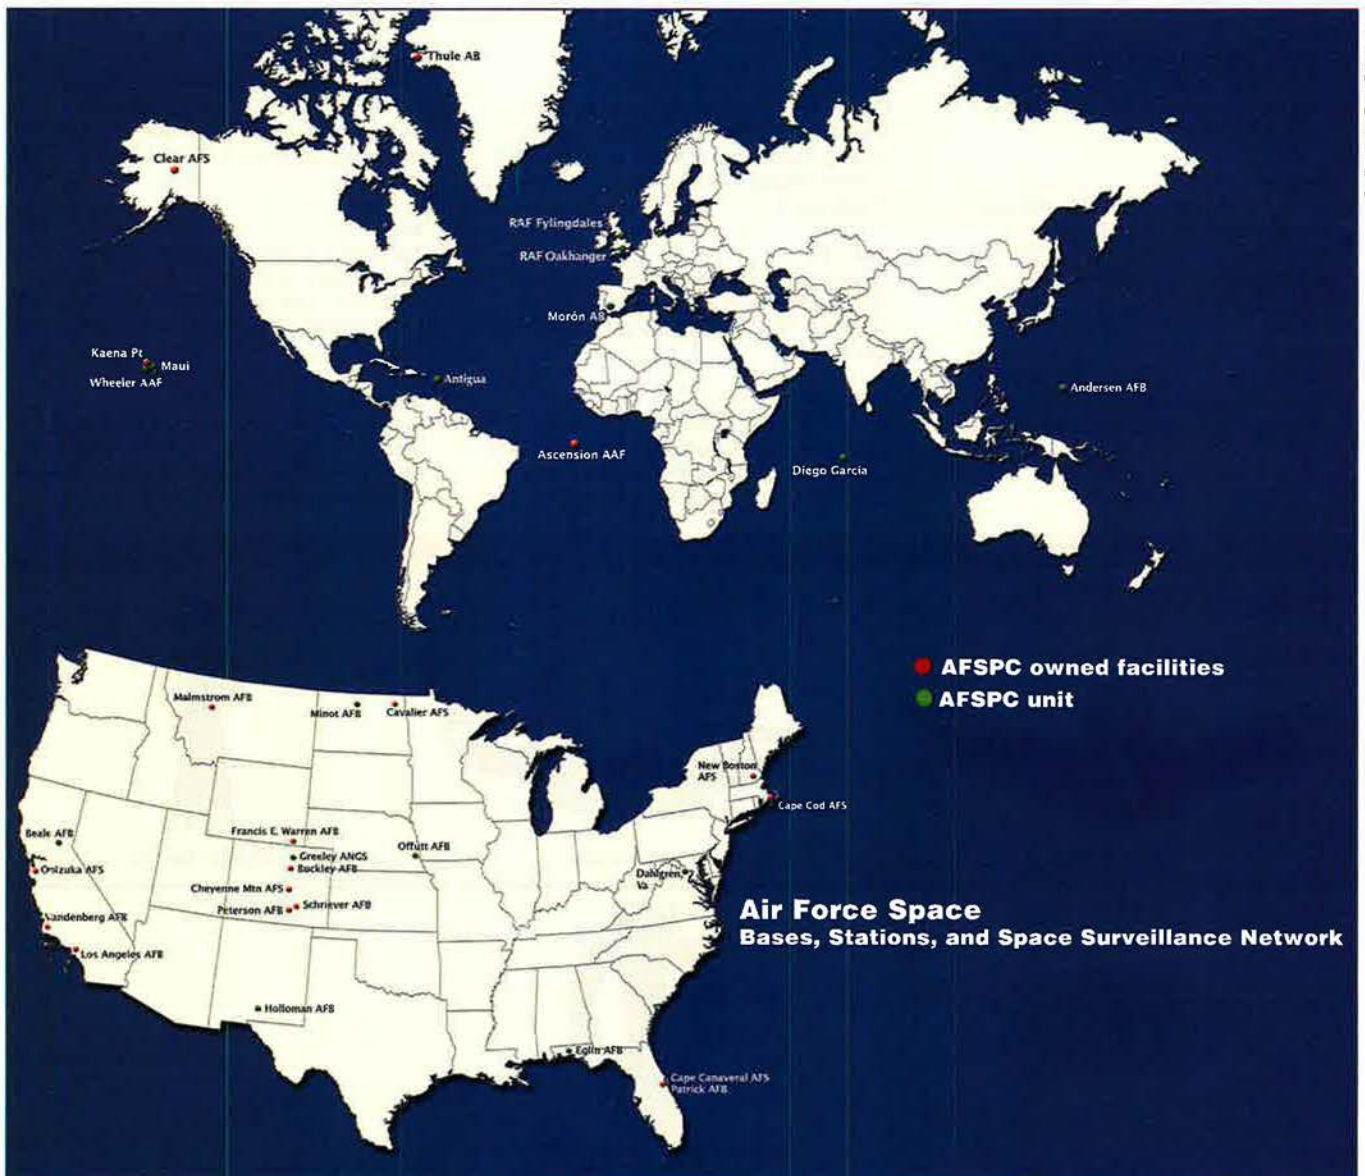 Thule AB
Clear AFS
RAF Fylingdales
RAF Oakhanger
Morón AB
Kaena Pt
Maui
Wheeler AAF
Antigua
Andersen AFB
Ascension AAF
Diego Garcia
AFSPC owned facilities
AFSPC unit
Malmstrom AFB
Minot AFB
Cavalier AFS
New Boston
AFS
Cape Cod AFS
Beale AFB
Francis E. Warren AFB
Greeley ANGS
Offutt AFB
Onizuka AFS
Buckley AFB
Dahlgren,
Va
Cheyenne Mtn AFS
Peterson AFB
Schriever AFB
Vandenberg AFB
Air Force Space
Bases, Stations, and Space Surveillance Network
Los Angeles AFB
Holloman AFB
Eglin AFB
Cape Canaveral AFS
Patrick AFB